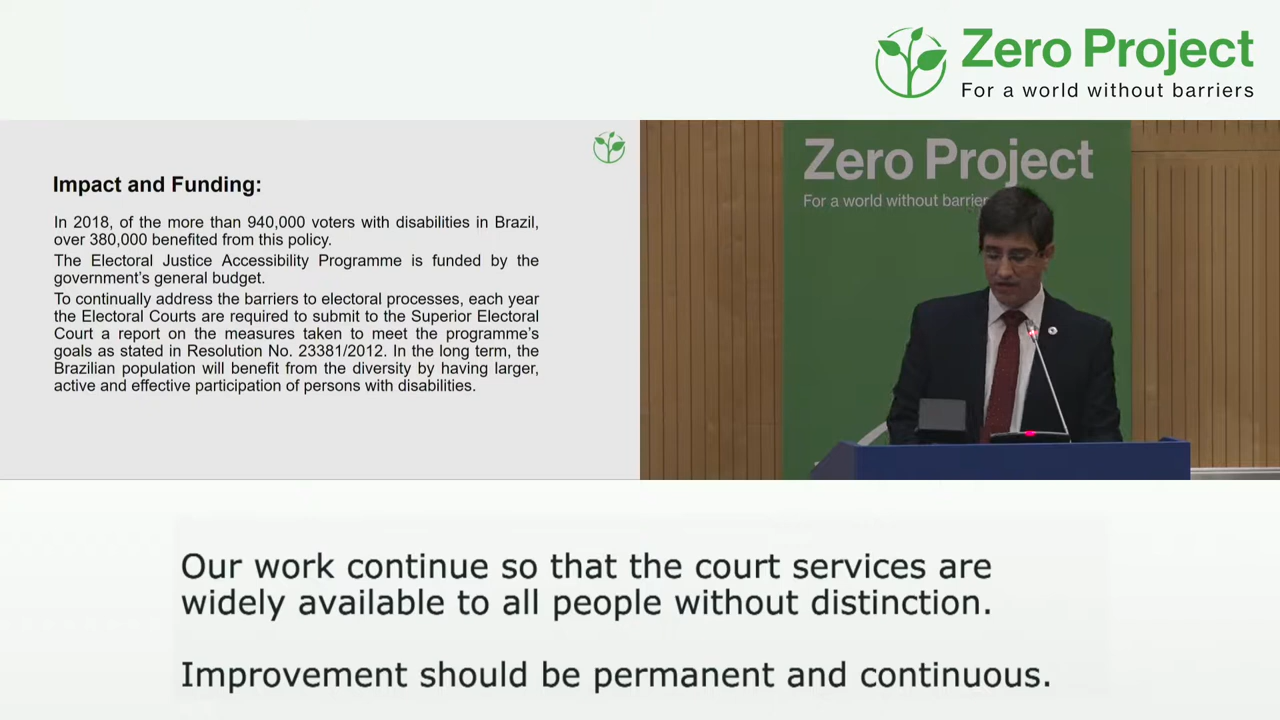 Zero Project
For a world without barriers
Impact and Funding:
In 2018, of the more than 940,000 voters with disabilities in Brazil,
over 380,000 benefited from this policy.
The Electoral Justice Accessibility Programme is funded by the
government's general budget.
To continually address the barriers to electoral processes, each year
the Electoral Courts are required to submit to the Superior Electoral
Court a report on the measures taken to meet the programme's
goals as stated in Resolution No. 23381/2012. In the long term, the
Brazilian population will benefit from the diversity by having larger,
active and effective participation of persons with disabilities.
Zero Project
For a world without barrier
Our work continue so that the court services are
widely available to all people without distinction.
Improvement should be permanent and continuous.